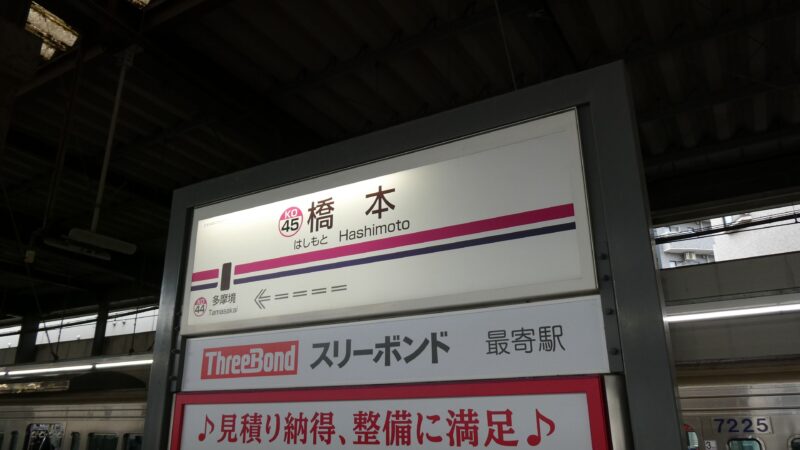 KO
45
橋本
はしもと Hashimoto
KO
44
多摩境
Tamasakai
ThreeBond スリーボンド 最寄駅
♪見積り納得、整備に満足♪
7225
3